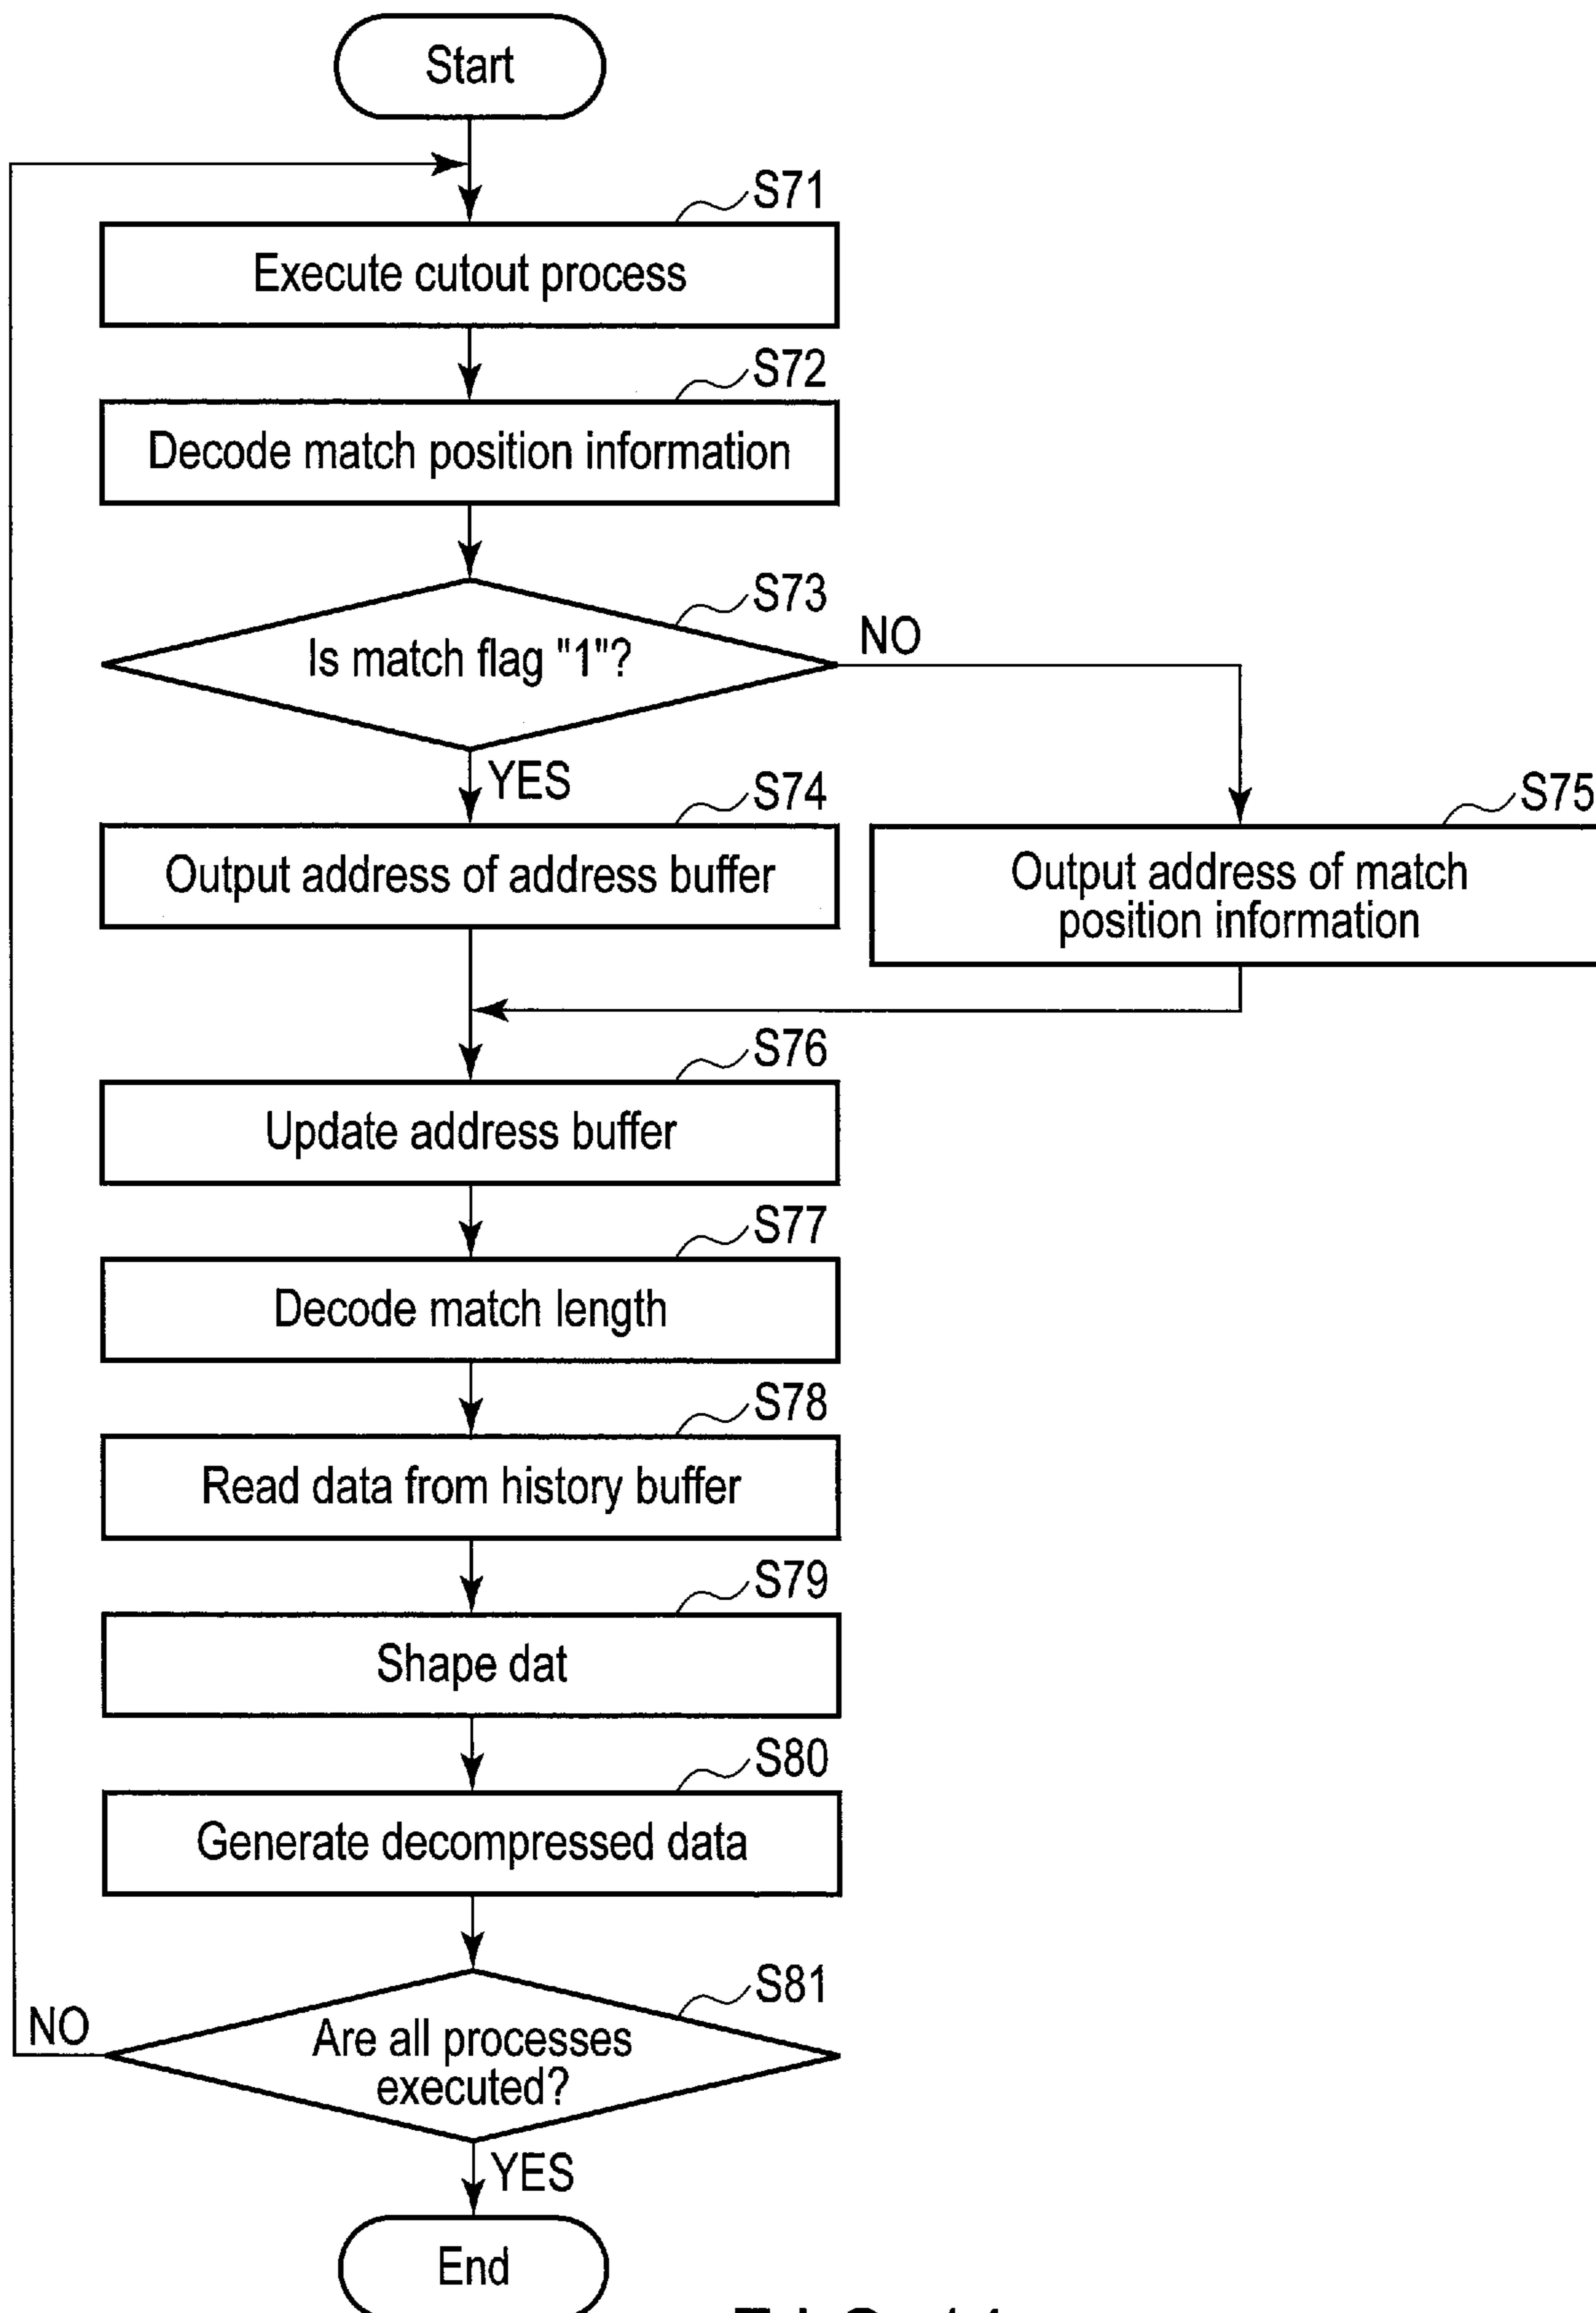 Start
S71
Execute cutout process
S72
Decode match position information
S73
Is match flag "1"?
NO
YES
S74
Output address of address buffer
S75
Output address of match
position information
S76
Update address buffer
S77
Decode match length
S78
Read data from history buffer
S79
Shape dat
S80
Generate decompressed data
S81
Are all processes
executed?
NO
YES
End